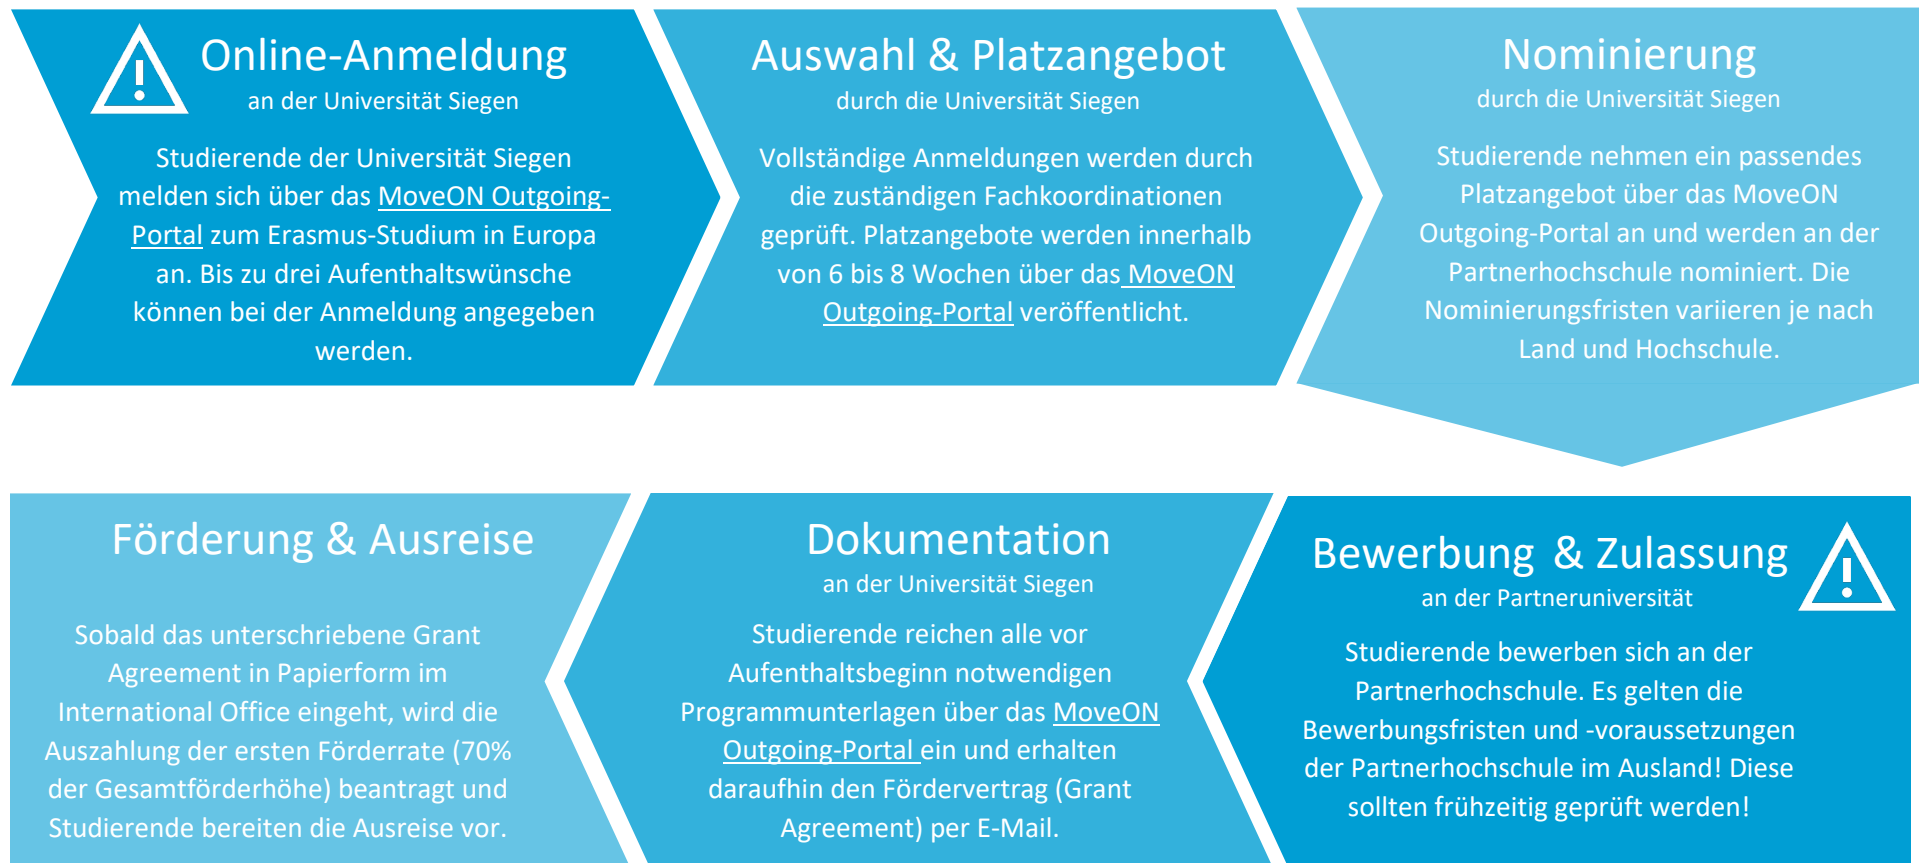 Online-Anmeldung
an der Universität Siegen
Studierende der Universität Siegen
melden sich über das MoveON Outgoing-
Portal zum Erasmus-Studium in Europa
an. Bis zu drei Aufenthaltswünsche
können bei der Anmeldung angegeben
werden.
Auswahl & Platzangebot
durch die Universität Siegen
Vollständige Anmeldungen werden durch
die zuständigen Fachkoordinationen
geprüft. Platzangebote werden innerhalb
von 6 bis 8 Wochen über das MoveON
Outgoing-Portal veröffentlicht.
Nominierung
durch die Universität Siegen
Studierende nehmen ein passendes
Platzangebot über das MoveON
Outgoing-Portal an und werden an der
Partnerhochschule nominiert. Die
Nominierungsfristen variieren je nach
Land und Hochschule.
Bewerbung & Zulassung
an der Partneruniversität
Studierende bewerben sich an der
Partnerhochschule. Es gelten die
Bewerbungsfristen und -voraussetzungen
der Partnerhochschule im Ausland! Diese
sollten frühzeitig geprüft werden!
Dokumentation
an der Universität Siegen
Studierende reichen alle vor
Aufenthaltsbeginn notwendigen
Programmunterlagen über das MoveON
Outgoing-Portal ein und erhalten
daraufhin den Fördervertrag (Grant
Agreement) per E-Mail.
Förderung & Ausreise
Sobald das unterschriebene Grant
Agreement in Papierform im
International Office eingeht, wird die
Auszahlung der ersten Förderrate (70%
der Gesamtförderhöhe) beantragt und
Studierende bereiten die Ausreise vor.